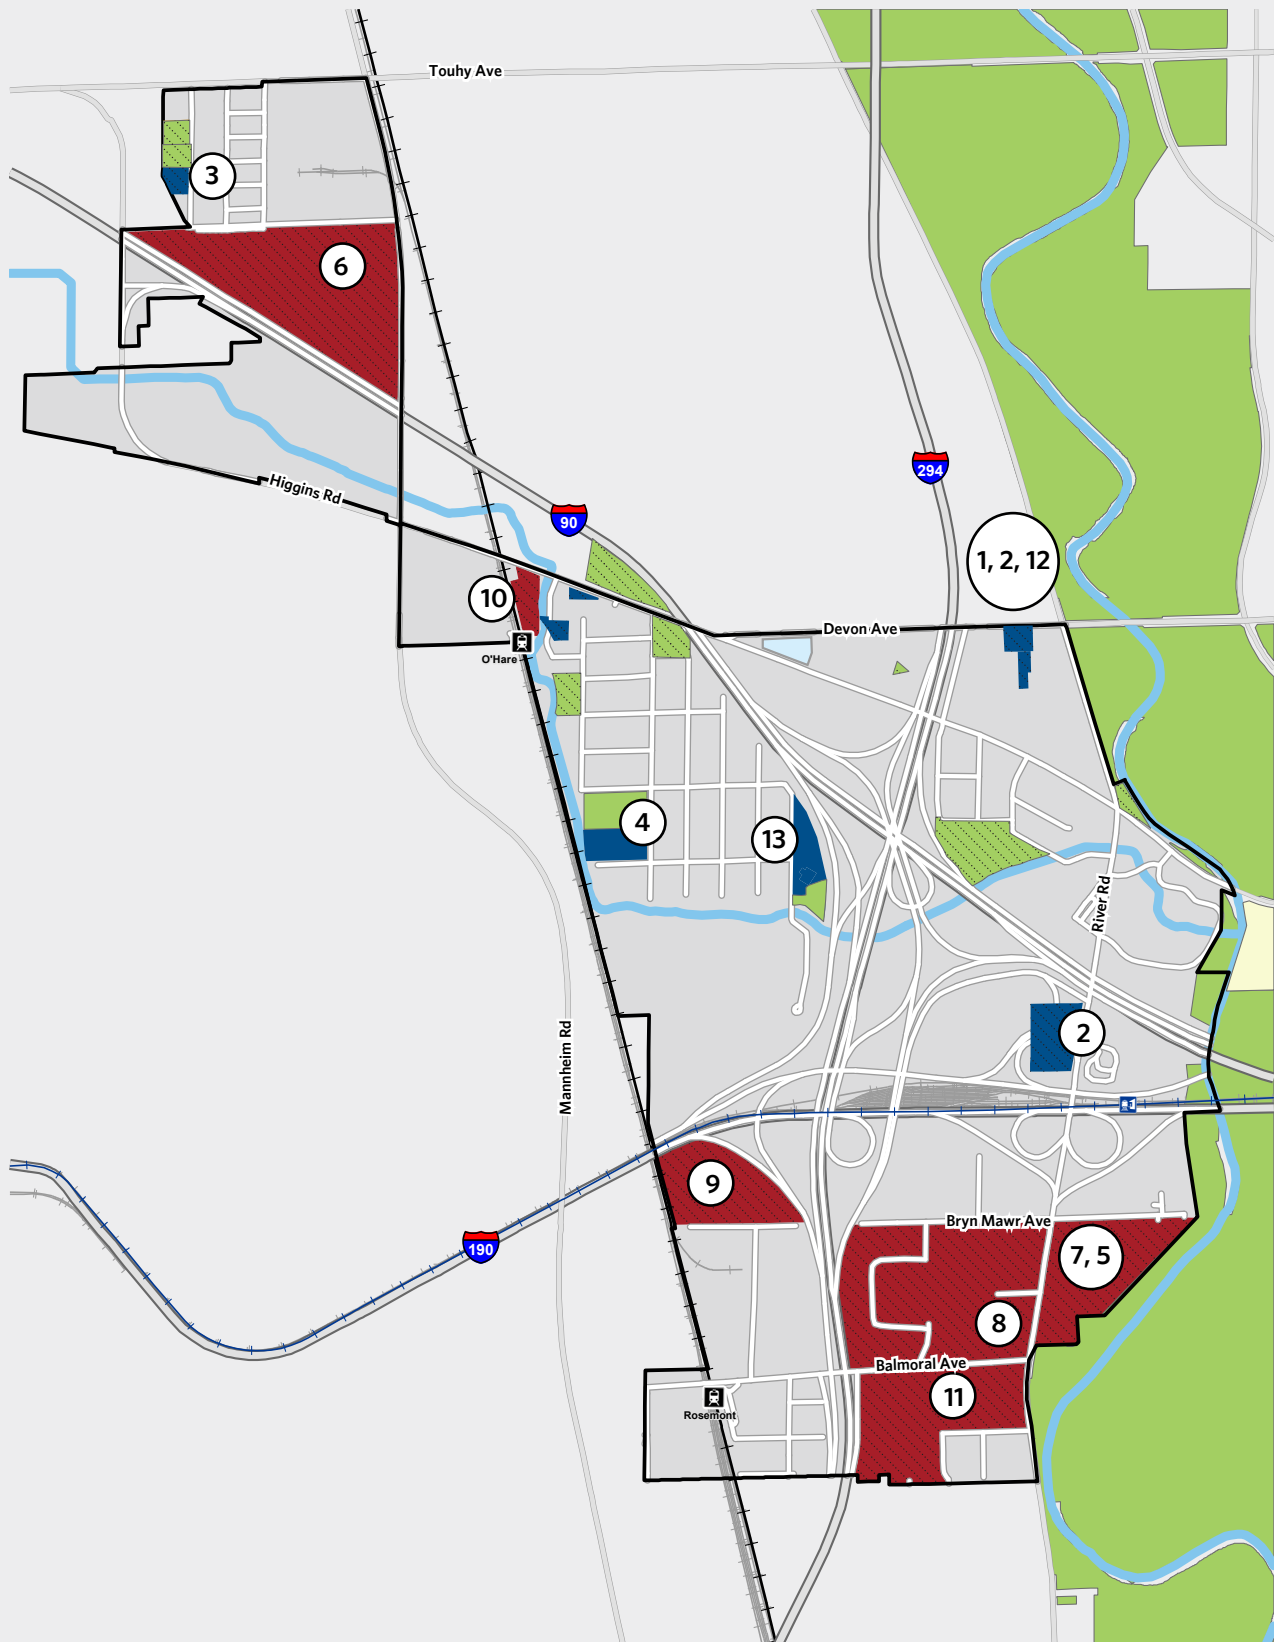 Touhy Ave
3
6
294
Higgins Rd
90
1, 2, 12
10
Devon Ave
O'Hare
4
13
River Rd
2
Mannheim Rd
9
Bryn Mawr Ave
190
7, 5
8
Balmoral Ave
11
Rosemont